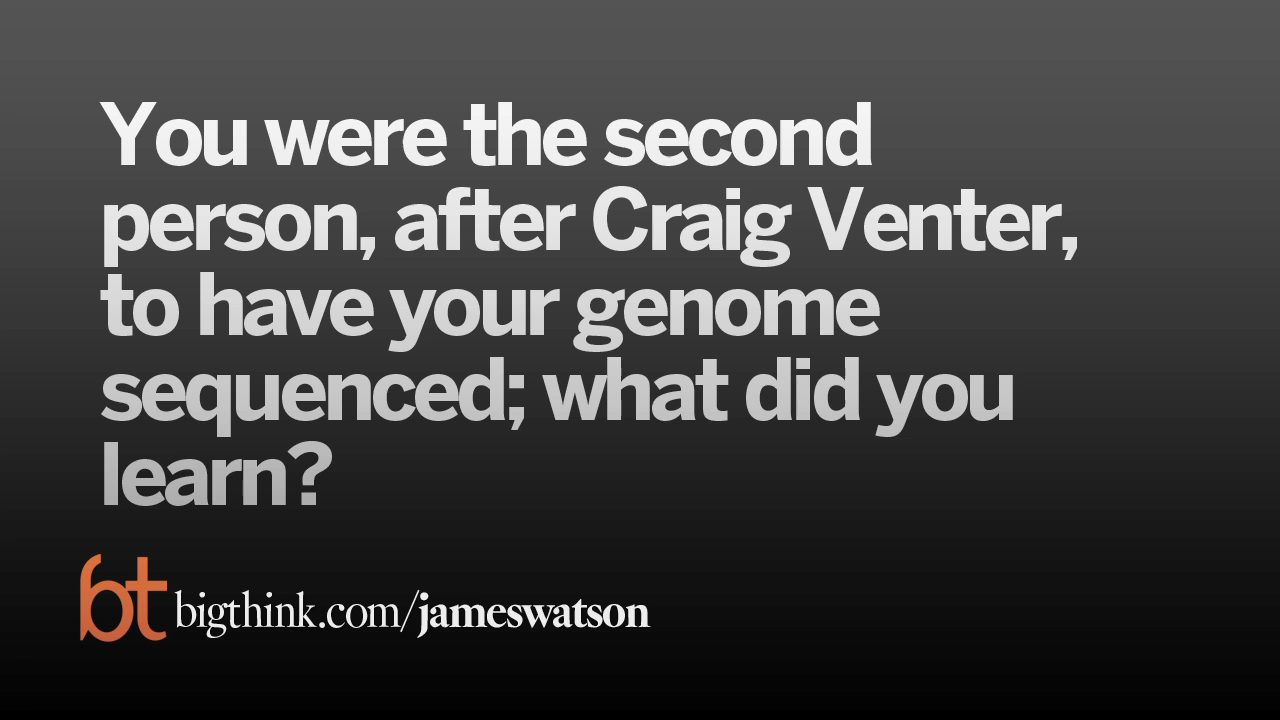 You were the second
person, after Craig Venter,
to have your genome
sequenced; what did you
learn?
bt bigthink.com/jameswatson